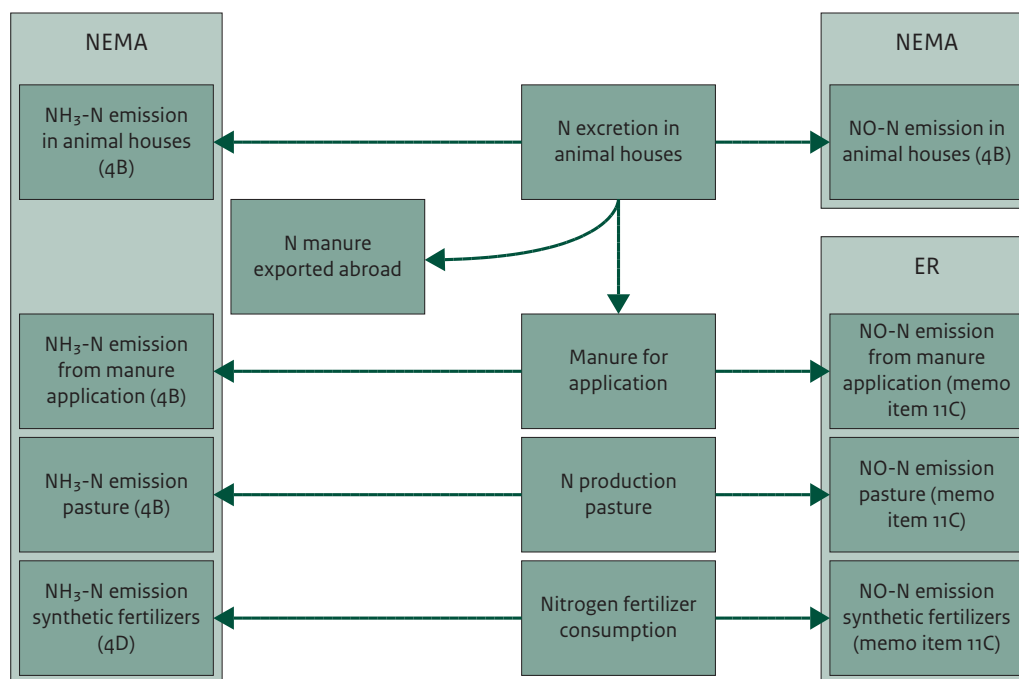 NEMA
NH₃-N emission
in animal houses
(4B)
N excretion in
animal houses
NEMA
NO-N emission in
animal houses (4B)
N manure
exported abroad
ER
NH₃-N emission
from manure
application (4B)
Manure for
application
NO-N emission
from manure
application (memo
item 11C)
NH₃-N emission
pasture (4B)
N production
pasture
NO-N emission
pasture (memo
item 11C)
NH₃-N emission
synthetic fertilizers
(4D)
Nitrogen fertilizer
consumption
NO-N emission
synthetic fertilizers
(memo item 11C)